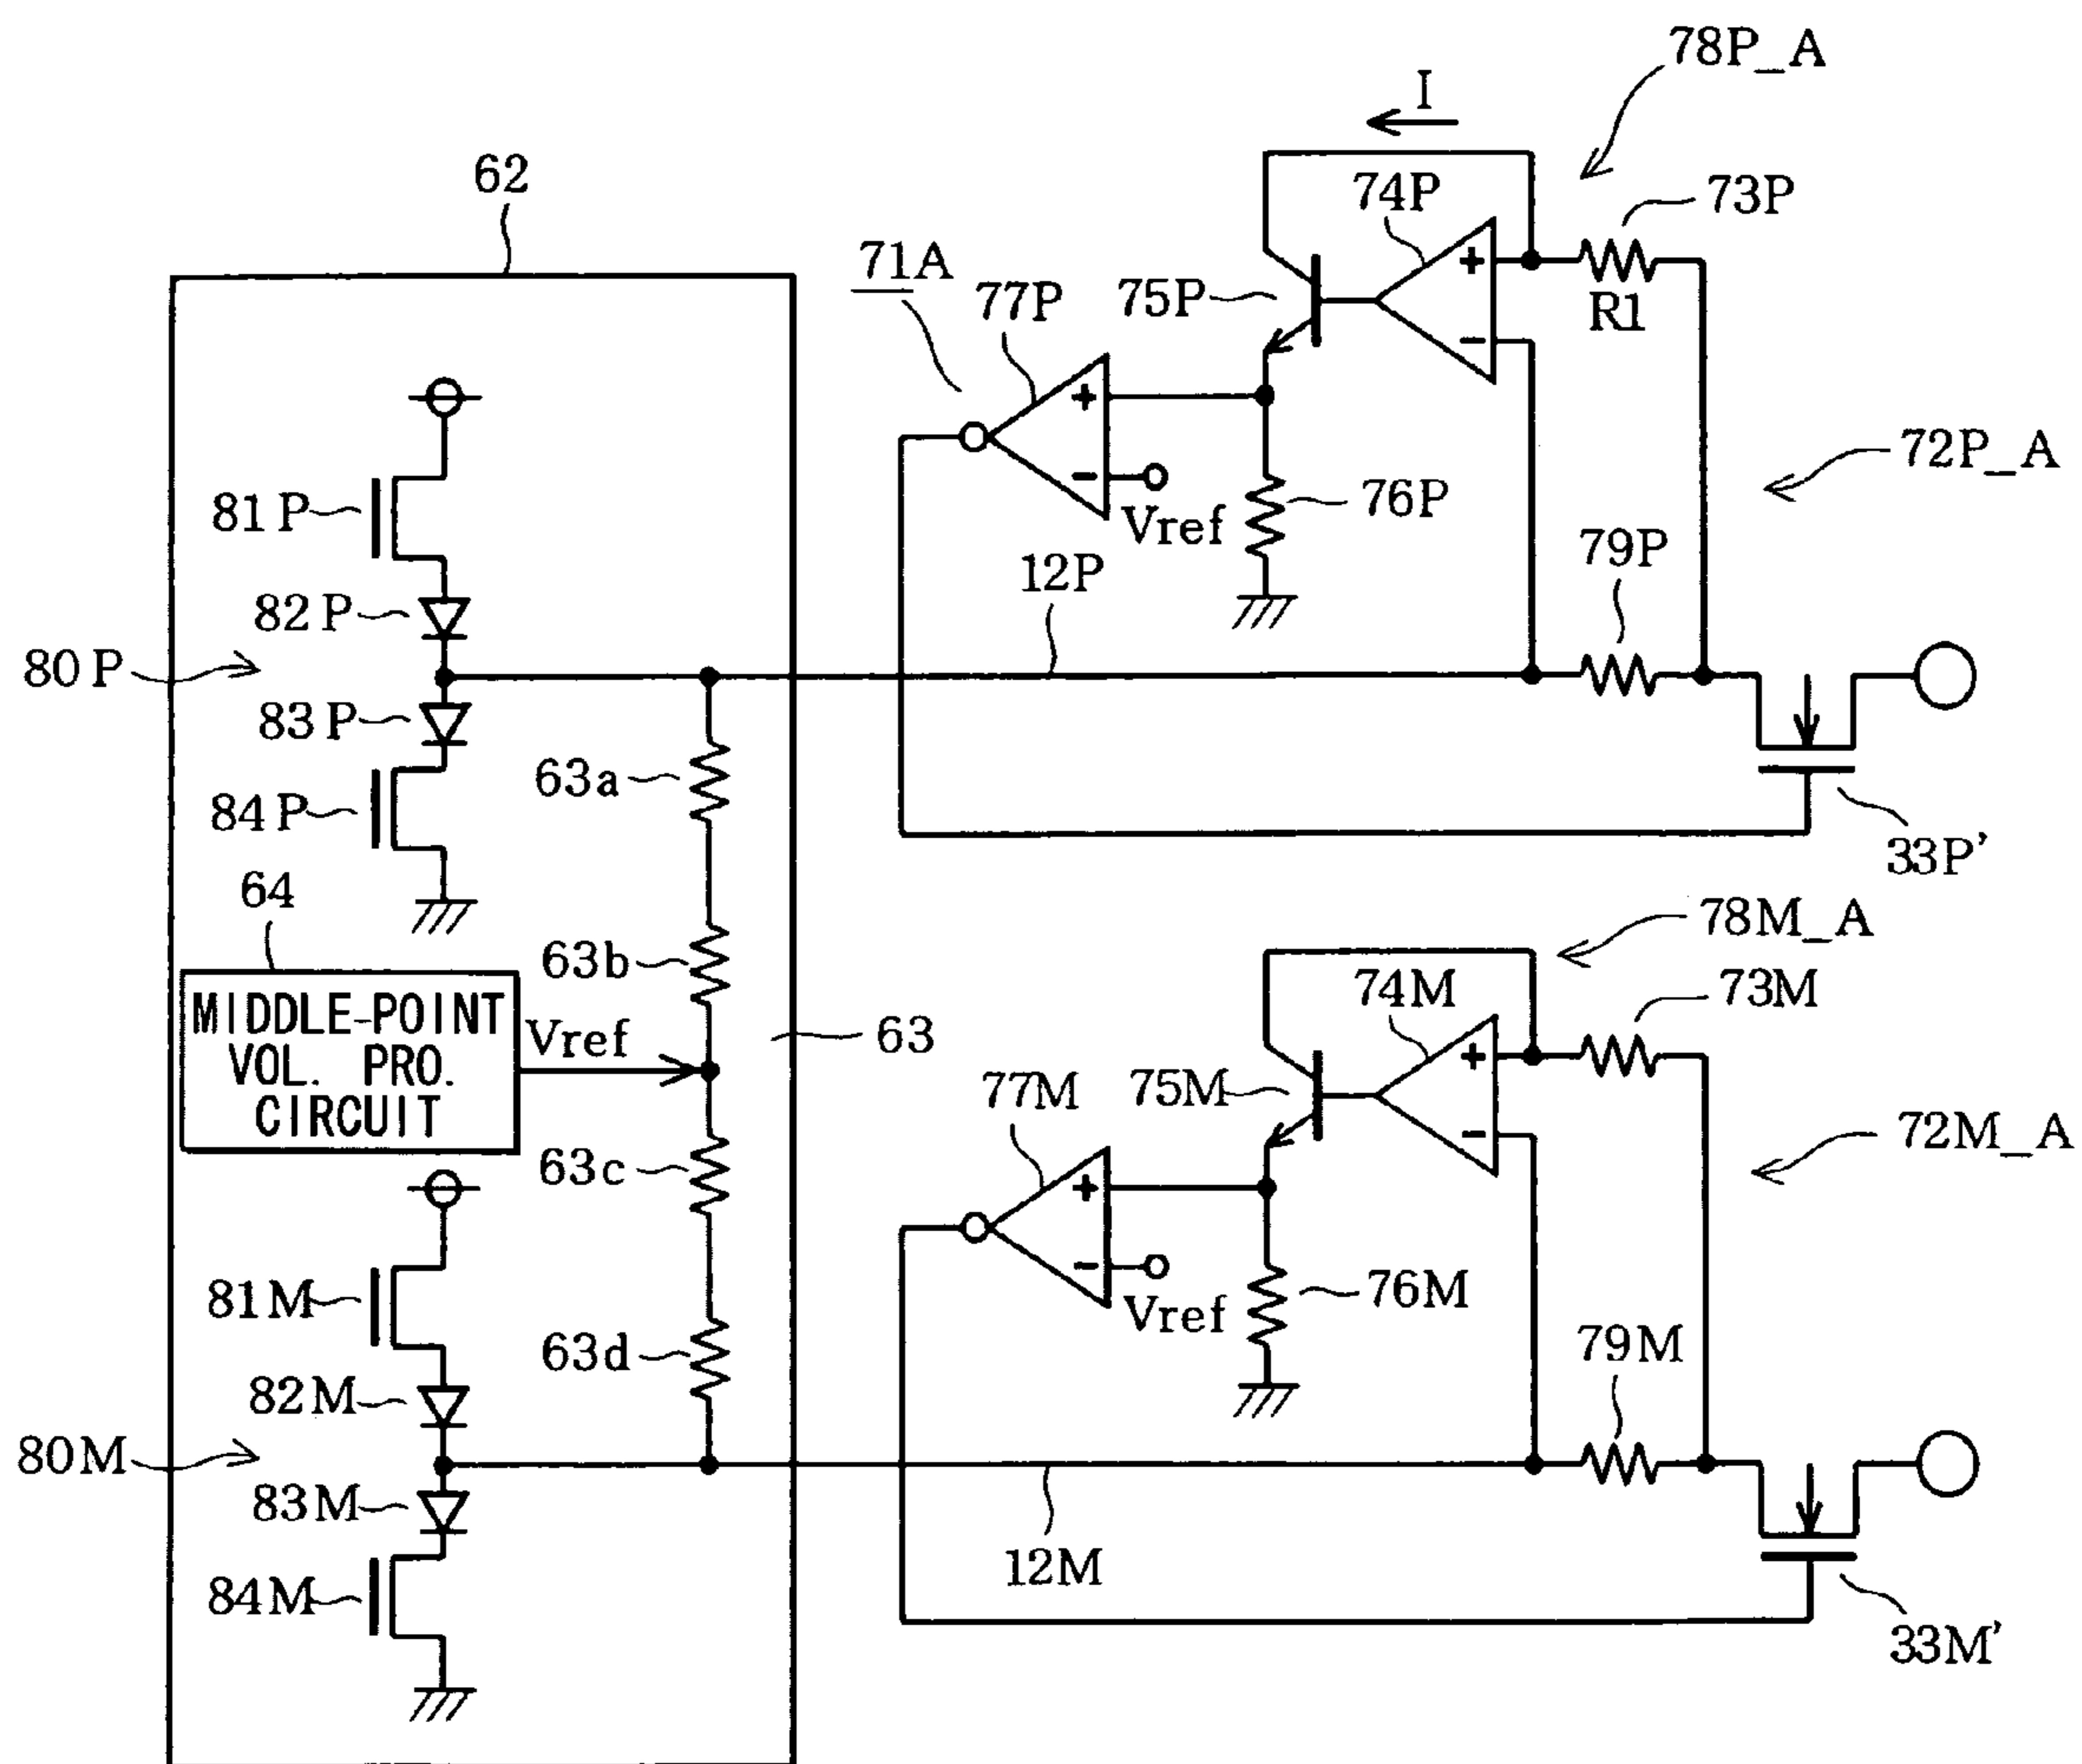 78P_A
I
62
74P
73P
71A
77P
75P
+
R1
-
+
72P_A
81P
-
76P
Vref
79P
12P
82P
80P
83P
63a
84P
33P'
64
78M_A
63b
74M
73M
MIDDLE-POINT
VOL. PRO.
CIRCUIT
Vref
63
+
77M
75M
72M_A
-
63c
+
81M
-
76M
Vref
63d
79M
82M
80M
83M
12M
84M
33M'